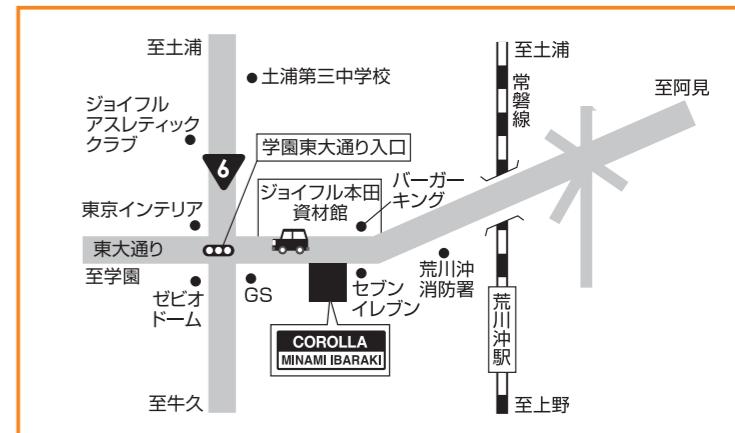 至土浦
土浦第三中学校
ジョイフル
アスレティック
クラブ
6
学園東大通り入口
至土浦
常磐線
至阿見
東京インテリア
ジョイフル本田
資材館
バーガー
キング
東大通り
至学園
ゼビオ
ドーム
GS
セブン
イレブン
荒川沖
消防署
荒川沖駅
COROLLA
MINAMI IBARAKI
至牛久
至上野